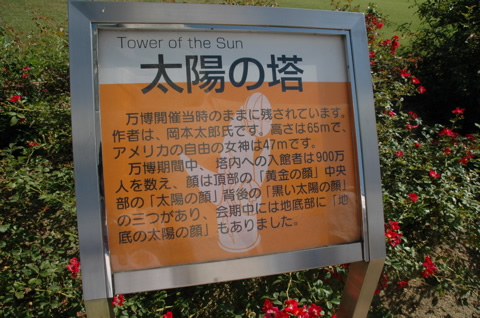 Tower of the Sun
太陽の塔
万博開催当時のままに残されています。
作者は、岡本太郎氏です。高さは65mで、
アメリカの自由の女神は47mです。
万博期間中、塔内への入館者は900万
人を数え、顔は頂部の「黄金の顔」中央
部の「太陽の顔」背後の「黒い太陽の顔」
の三つがあり、会期中には地底部に「地
底の太陽の顔」もありました。